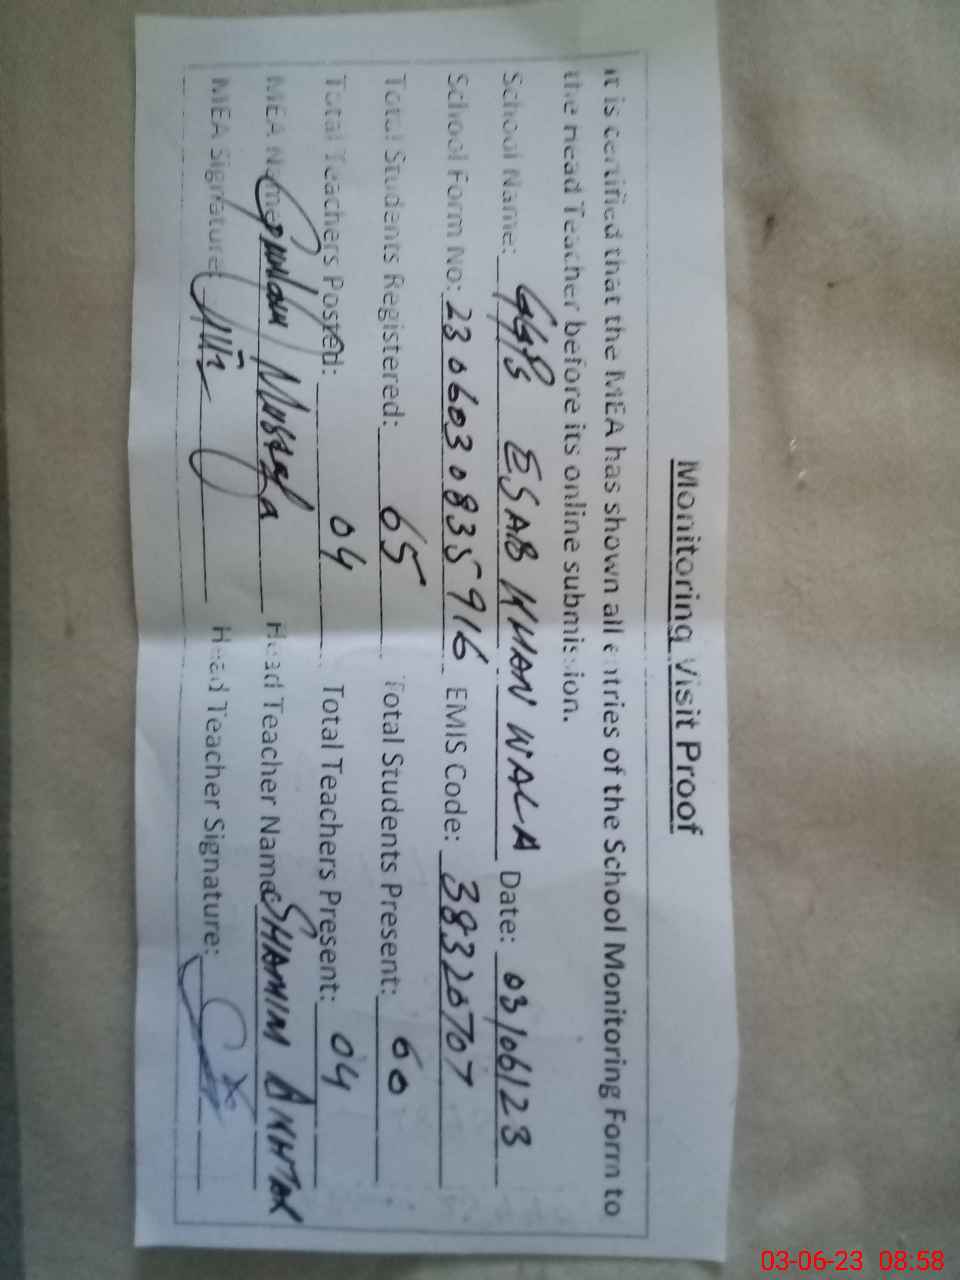 Monitoring Visit Proof
It is certified that the MEA has shown all entries of the School Monitoring Form to
the Head Teacher before its online submission.
School Name: GGPS ESAB KHAN WALA Date: 03/06/23
School Form No: 2306030835916 EMIS Code: 38320707
Total Students Registered: 65 Total Students Present: 60
Total Teachers Posted: 04 Total Teachers Present: 04
MEA Name: Ghulam Mustafa Head Teacher Name: SHAMIM AKHTAR
MEA Signature: Head Teacher Signature:
03-06-23 08:58